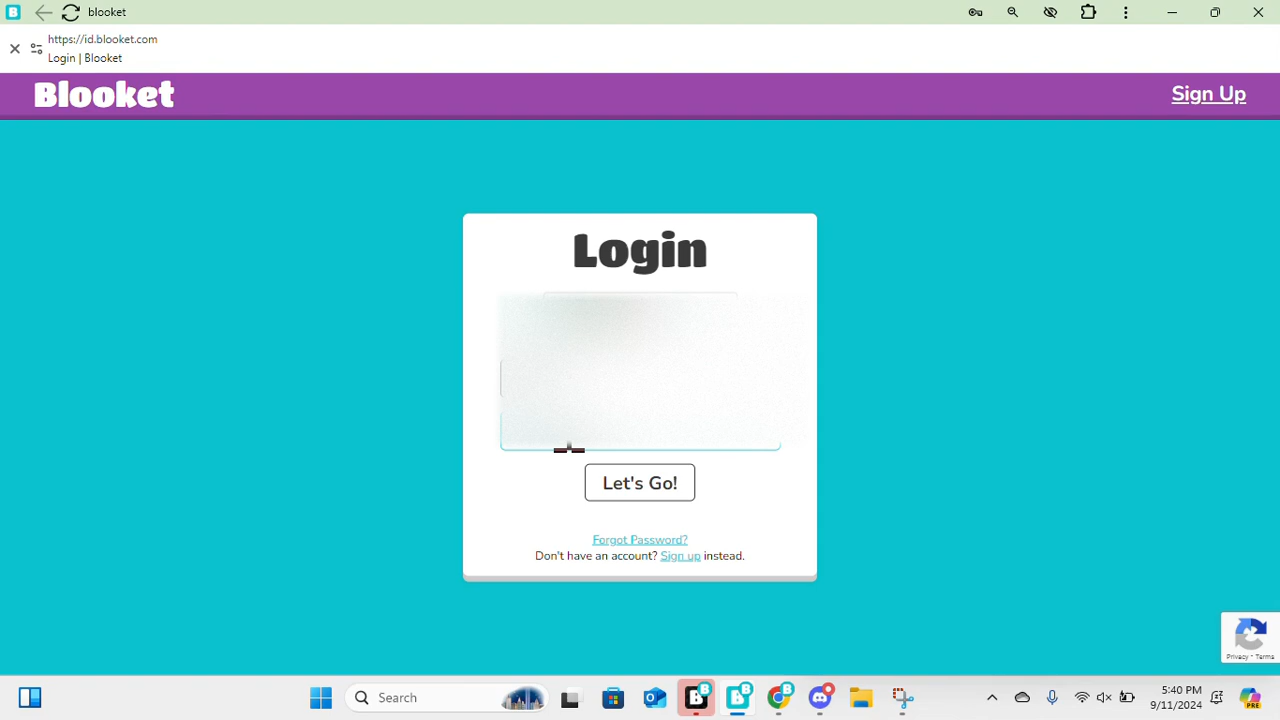 blooket
https://id.blooket.com
Login | Blooket
Blooket
Sign Up
Login
Let's Go!
Forgot Password?
Don't have an account? Sign up instead.
Privacy - Terms
Search
5:40 PM
9/11/2024
PRE